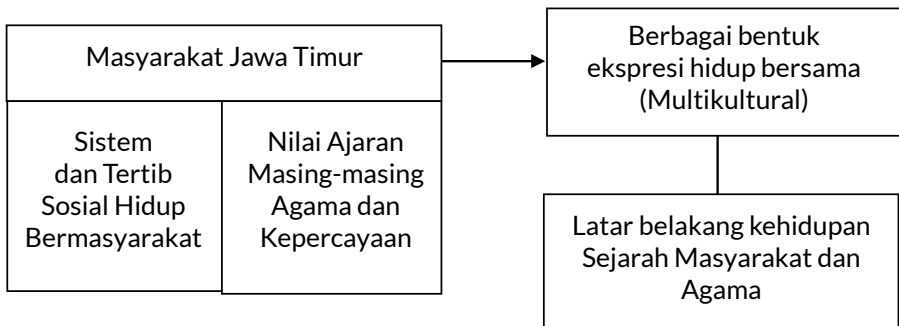 Masyarakat Jawa Timur
Sistem
dan Tertib
Sosial Hidup
Bermasyarakat
Nilai Ajaran
Masing-masing
Agama dan
Kepercayaan
Berbagai bentuk
ekspresi hidup bersama
(Multikultural)
Latar belakang kehidupan
Sejarah Masyarakat dan
Agama